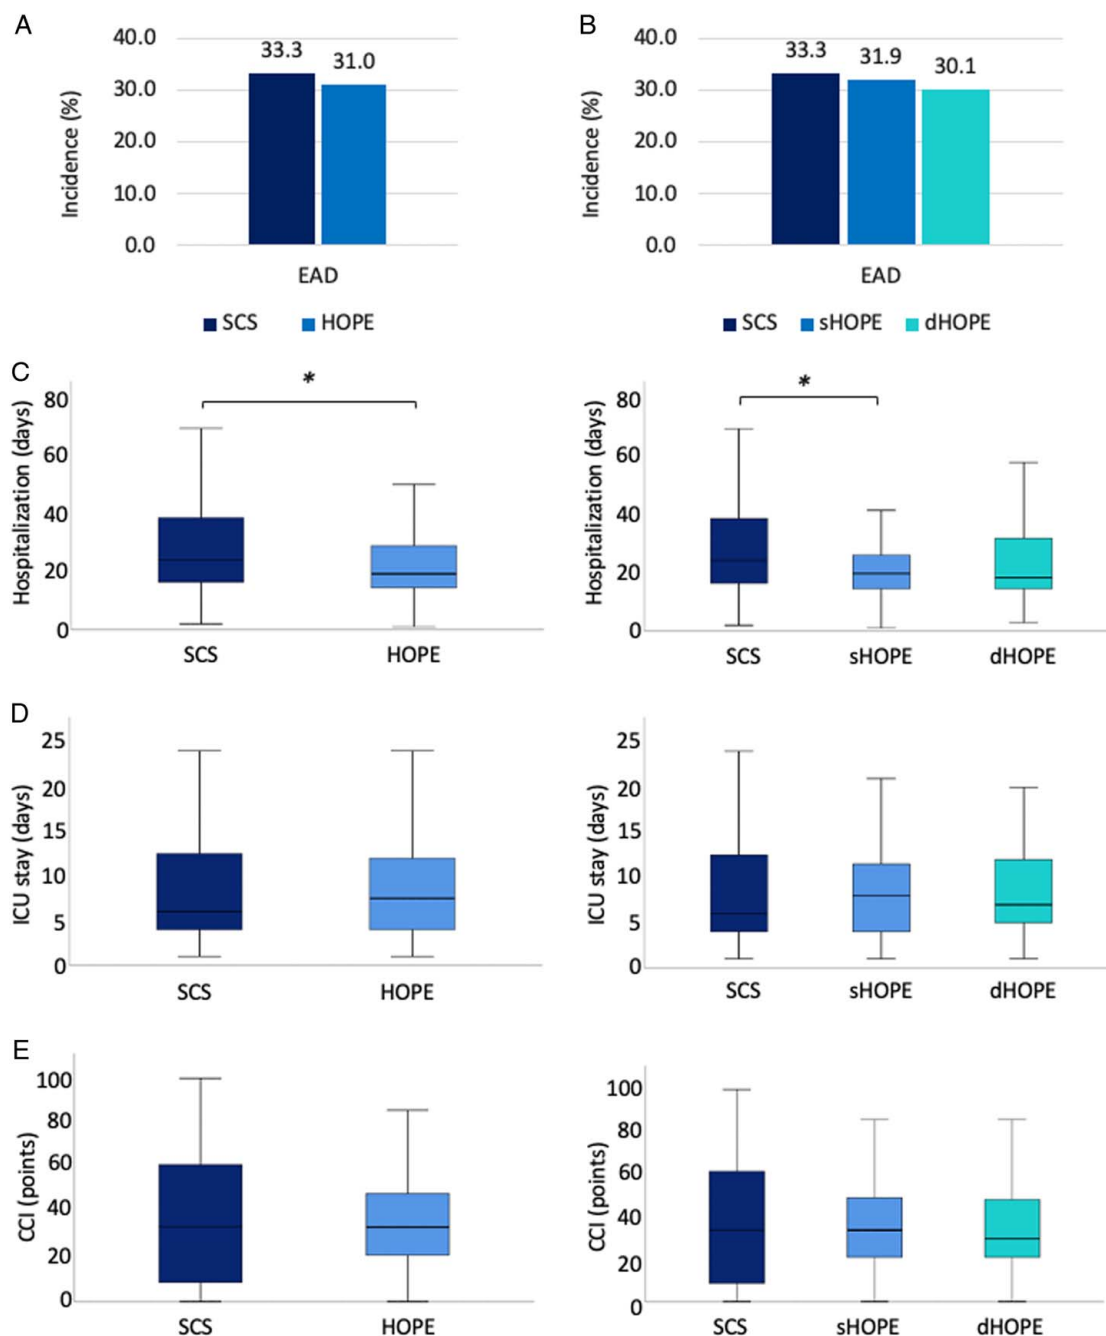 A
Incidence (%)
40.0
30.0
20.0
10.0
0.0
33.3
31.0
EAD
SCS HOPE
B
Incidence (%)
40.0
30.0
20.0
10.0
0.0
33.3
31.9
30.1
EAD
SCS sHOPE dHOPE
C
Hospitalization (days)
80
60
40
20
0
*
SCS HOPE
Hospitalization (days)
80
60
40
20
0
*
SCS sHOPE dHOPE
D
ICU stay (days)
25
20
15
10
5
0
SCS HOPE
ICU stay (days)
25
20
15
10
5
0
SCS sHOPE dHOPE
E
CCI (points)
100
80
60
40
20
0
SCS HOPE
CCI (points)
100
80
60
40
20
0
SCS sHOPE dHOPE